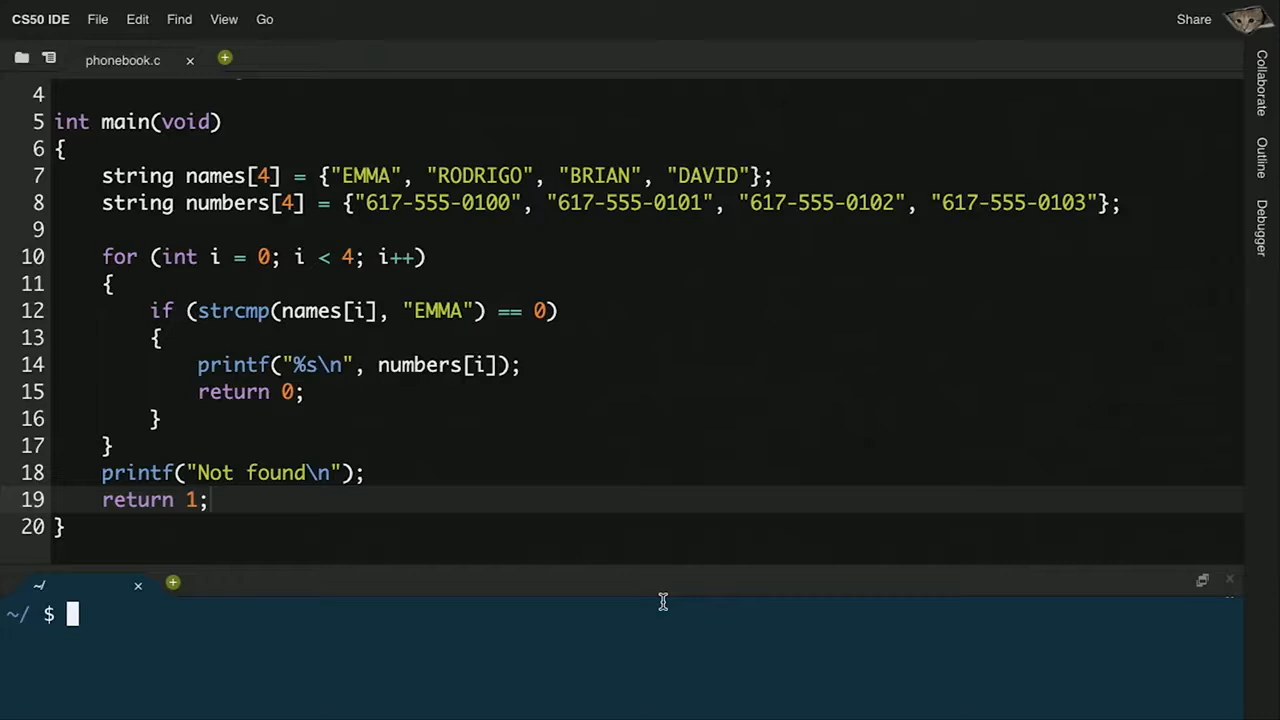 CS50 IDE File Edit Find View Go Share
phonebook.c × +
4
5 int main(void)
6 {
7     string names[4] = {"EMMA", "RODRIGO", "BRIAN", "DAVID"};
8     string numbers[4] = {"617-555-0100", "617-555-0101", "617-555-0102", "617-555-0103"};
9
10     for (int i = 0; i < 4; i++)
11     {
12         if (strcmp(names[i], "EMMA") == 0)
13         {
14             printf("%s\n", numbers[i]);
15             return 0;
16         }
17     }
18     printf("Not found\n");
19     return 1;
20 }
~/ × +
~/ $
Collaborate
Outline
Debugger